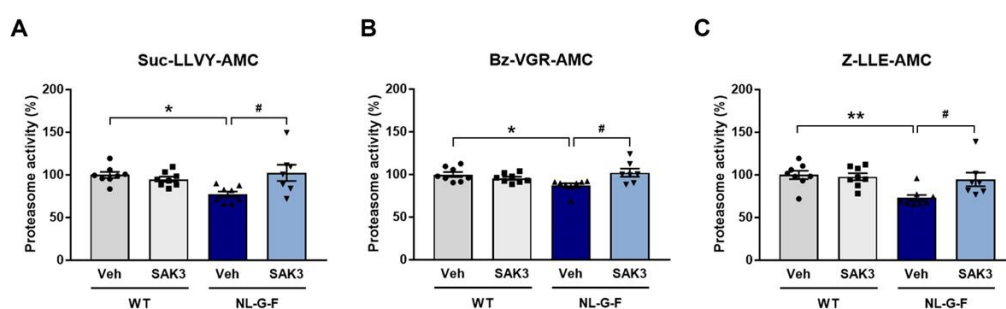 A
Suc-LLVY-AMC
Proteasome activity (%)
200
150
100
50
0
*
#
Veh SAK3 Veh SAK3
WT NL-G-F
B
Bz-VGR-AMC
Proteasome activity (%)
200
150
100
50
0
*
#
Veh SAK3 Veh SAK3
WT NL-G-F
C
Z-LLE-AMC
Proteasome activity (%)
200
150
100
50
0
**
#
Veh SAK3 Veh SAK3
WT NL-G-F